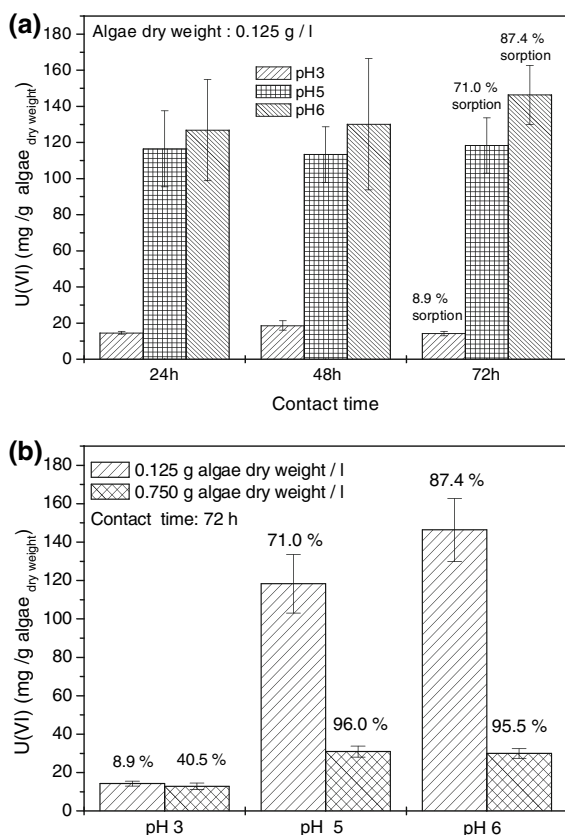 (a)
Algae dry weight : 0.125 g / l
pH3
pH5
pH6
87.4 %
sorption
71.0 %
sorption
8.9 %
sorption
180
160
140
120
100
80
60
40
20
0
U(VI) (mg /g algae dry weight)
24h 48h 72h
Contact time
(b)
0.125 g algae dry weight / l
0.750 g algae dry weight / l
Contact time: 72 h
87.4 %
71.0 %
96.0 %
95.5 %
8.9 %
40.5 %
180
160
140
120
100
80
60
40
20
0
U(VI) (mg /g algae dry weight)
pH 3 pH 5 pH 6